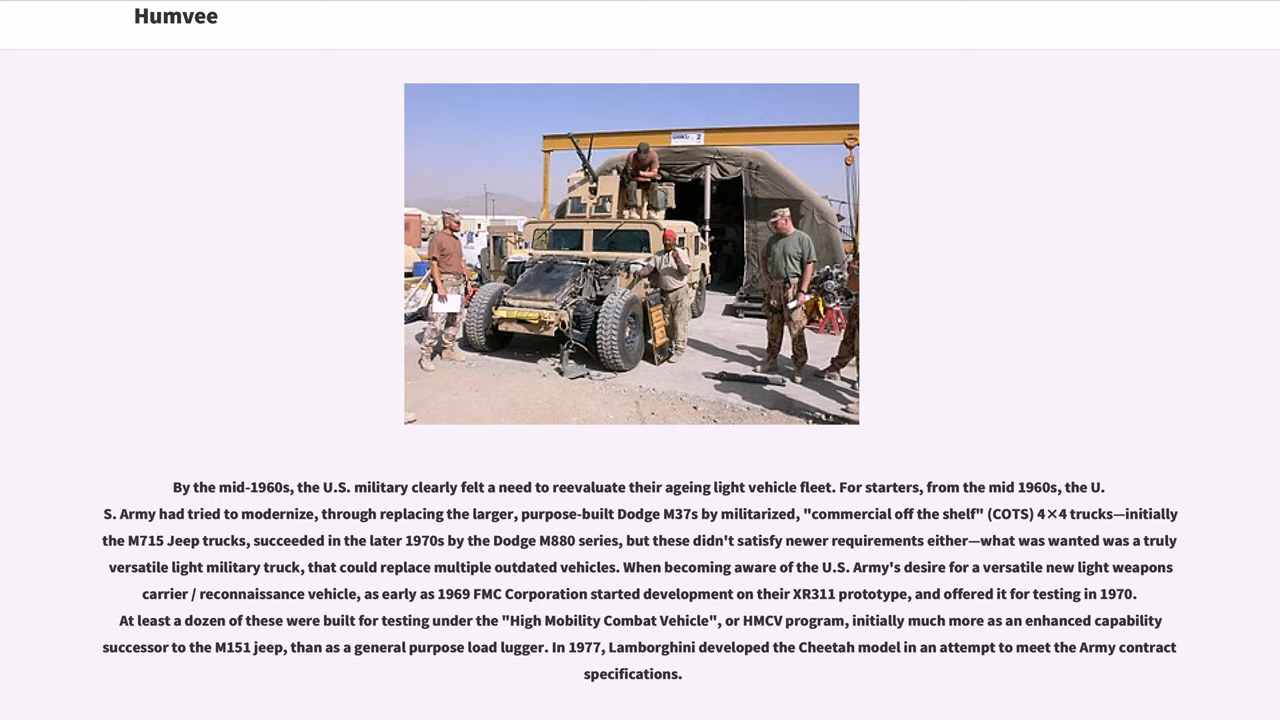 Humvee
By the mid-1960s, the U.S. military clearly felt a need to reevaluate their ageing light vehicle fleet. For starters, from the mid 1960s, the U.
S. Army had tried to modernize, through replacing the larger, purpose-built Dodge M37s by militarized, "commercial off the shelf" (COTS) 4×4 trucks—initially
the M715 Jeep trucks, succeeded in the later 1970s by the Dodge M880 series, but these didn't satisfy newer requirements either—what was wanted was a truly
versatile light military truck, that could replace multiple outdated vehicles. When becoming aware of the U.S. Army's desire for a versatile new light weapons
carrier / reconnaissance vehicle, as early as 1969 FMC Corporation started development on their XR311 prototype, and offered it for testing in 1970.
At least a dozen of these were built for testing under the "High Mobility Combat Vehicle", or HMCV program, initially much more as an enhanced capability
successor to the M151 jeep, than as a general purpose load lugger. In 1977, Lamborghini developed the Cheetah model in an attempt to meet the Army contract
specifications.